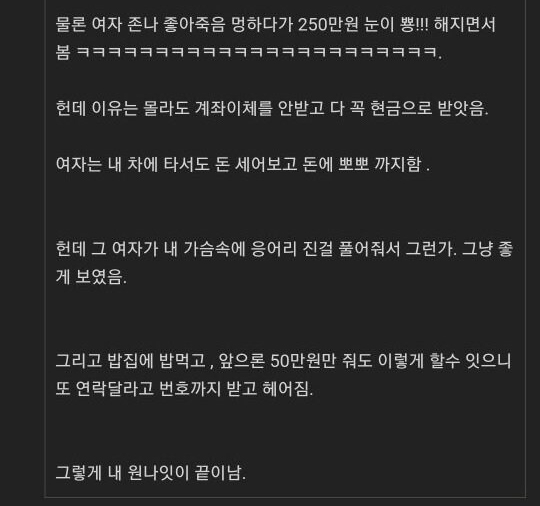 물론 여자 존나 좋아죽음 멍하다가 250만원 눈이 뿅!!! 해지면서
봄 ㅋㅋㅋㅋㅋㅋㅋㅋㅋㅋㅋㅋㅋㅋㅋㅋㅋㅋㅋㅋㅋㅋㅋ.
헌데 이유는 몰라도 계좌이체를 안받고 다 꼭 현금으로 받앗음.
여자는 내 차에 타서도 돈 세어보고 돈에 뽀뽀 까지함 .
헌데 그 여자가 내 가슴속에 응어리 진걸 풀어줘서 그런가. 그냥 좋
게 보였음.
그리고 밥집에 밥먹고 , 앞으론 50만원만 줘도 이렇게 할수 잇으니
또 연락달라고 번호까지 받고 헤어짐.
그렇게 내 원나잇이 끝이남.